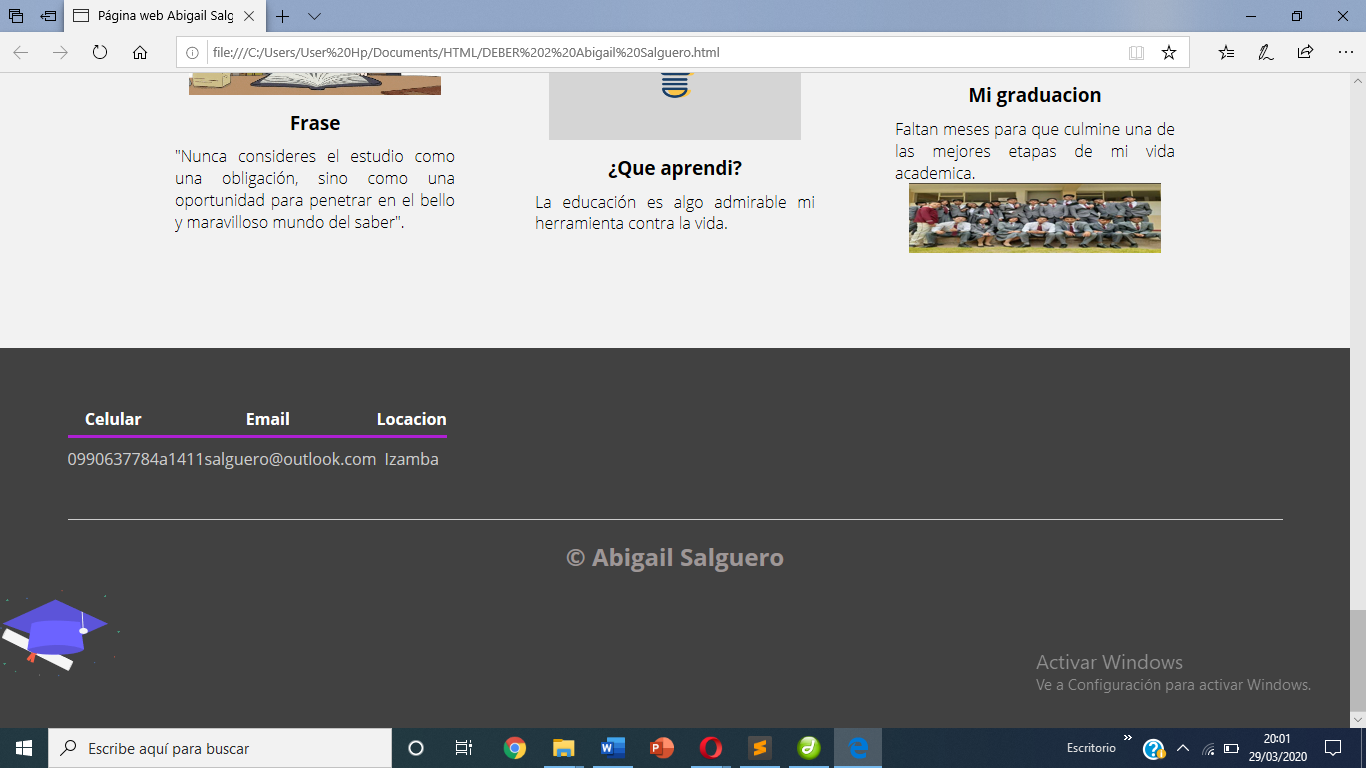 Página web Abigail Salg
file:///C:/Users/User%20Hp/Documents/HTML/DEBER%202%20Abigail%20Salguero.html
Frase
"Nunca consideres el estudio como
una obligación, sino como una
oportunidad para penetrar en el bello
y maravilloso mundo del saber".
¿Que aprendi?
La educación es algo admirable mi
herramienta contra la vida.
Mi graduacion
Faltan meses para que culmine una de
las mejores etapas de mi vida
academica.
Celular Email Locacion
0990637784a1411salguero@outlook.com Izamba
© Abigail Salguero
Activar Windows
Ve a Configuración para activar Windows.
Escribe aquí para buscar
Escritorio
20:01
29/03/2020